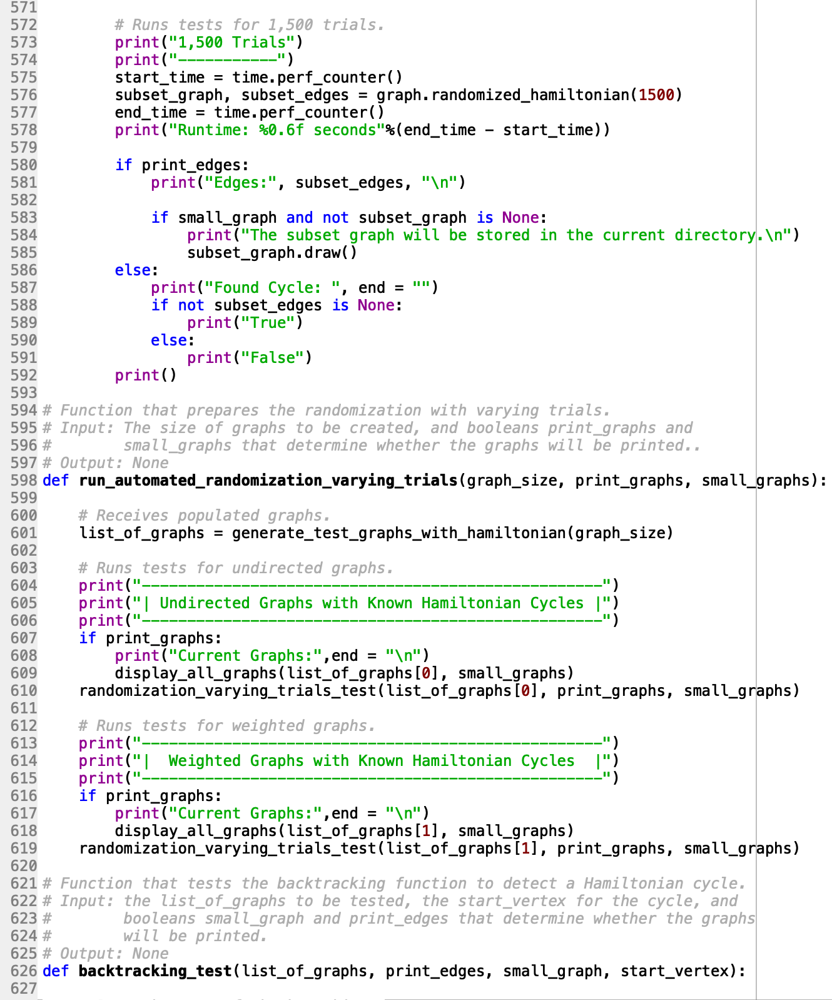 571
572         # Runs tests for 1,500 trials.
573         print("1,500 Trials")
574         print("-----------")
575         start_time = time.perf_counter()
576         subset_graph, subset_edges = graph.randomized_hamiltonian(1500)
577         end_time = time.perf_counter()
578         print("Runtime: %0.6f seconds"%(end_time - start_time))
579
580         if print_edges:
581             print("Edges:", subset_edges, "\n")
582
583             if small_graph and not subset_graph is None:
584                 print("The subset graph will be stored in the current directory.\n")
585                 subset_graph.draw()
586         else:
587             print("Found Cycle: ", end = "")
588             if not subset_edges is None:
589                 print("True")
590             else:
591                 print("False")
592         print()
593
594 # Function that prepares the randomization with varying trials.
595 # Input: The size of graphs to be created, and booleans print_graphs and
596 #        small_graphs that determine whether the graphs will be printed..
597 # Output: None
598 def run_automated_randomization_varying_trials(graph_size, print_graphs, small_graphs):
599
600     # Receives populated graphs.
601     list_of_graphs = generate_test_graphs_with_hamiltonian(graph_size)
602
603     # Runs tests for undirected graphs.
604     print("---------------------------------------------------")
605     print("| Undirected Graphs with Known Hamiltonian Cycles |")
606     print("---------------------------------------------------")
607     if print_graphs:
608         print("Current Graphs:",end = "\n")
609         display_all_graphs(list_of_graphs[0], small_graphs)
610     randomization_varying_trials_test(list_of_graphs[0], print_graphs, small_graphs)
611
612     # Runs tests for weighted graphs.
613     print("---------------------------------------------------")
614     print("|  Weighted Graphs with Known Hamiltonian Cycles  |")
615     print("---------------------------------------------------")
616     if print_graphs:
617         print("Current Graphs:",end = "\n")
618         display_all_graphs(list_of_graphs[1], small_graphs)
619     randomization_varying_trials_test(list_of_graphs[1], print_graphs, small_graphs)
620
621 # Function that tests the backtracking function to detect a Hamiltonian cycle.
622 # Input: the list_of_graphs to be tested, the start_vertex for the cycle, and
623 #        booleans small_graph and print_edges that determine whether the graphs
624 #        will be printed.
625 # Output: None
626 def backtracking_test(list_of_graphs, print_edges, small_graph, start_vertex):
627